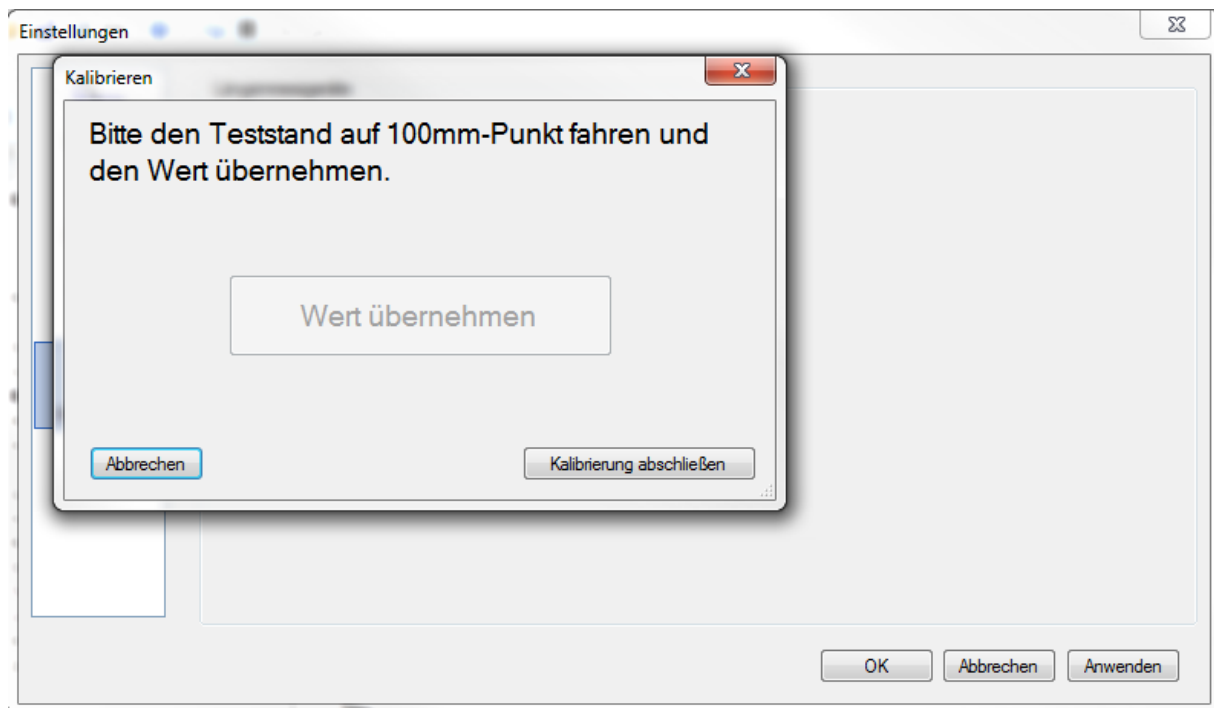 Einstellungen
Kalibrieren
Bitte den Teststand auf 100mm-Punkt fahren und
den Wert übernehmen.
Wert übernehmen
Abbrechen
Kalibrierung abschließen
OK
Abbrechen
Anwenden